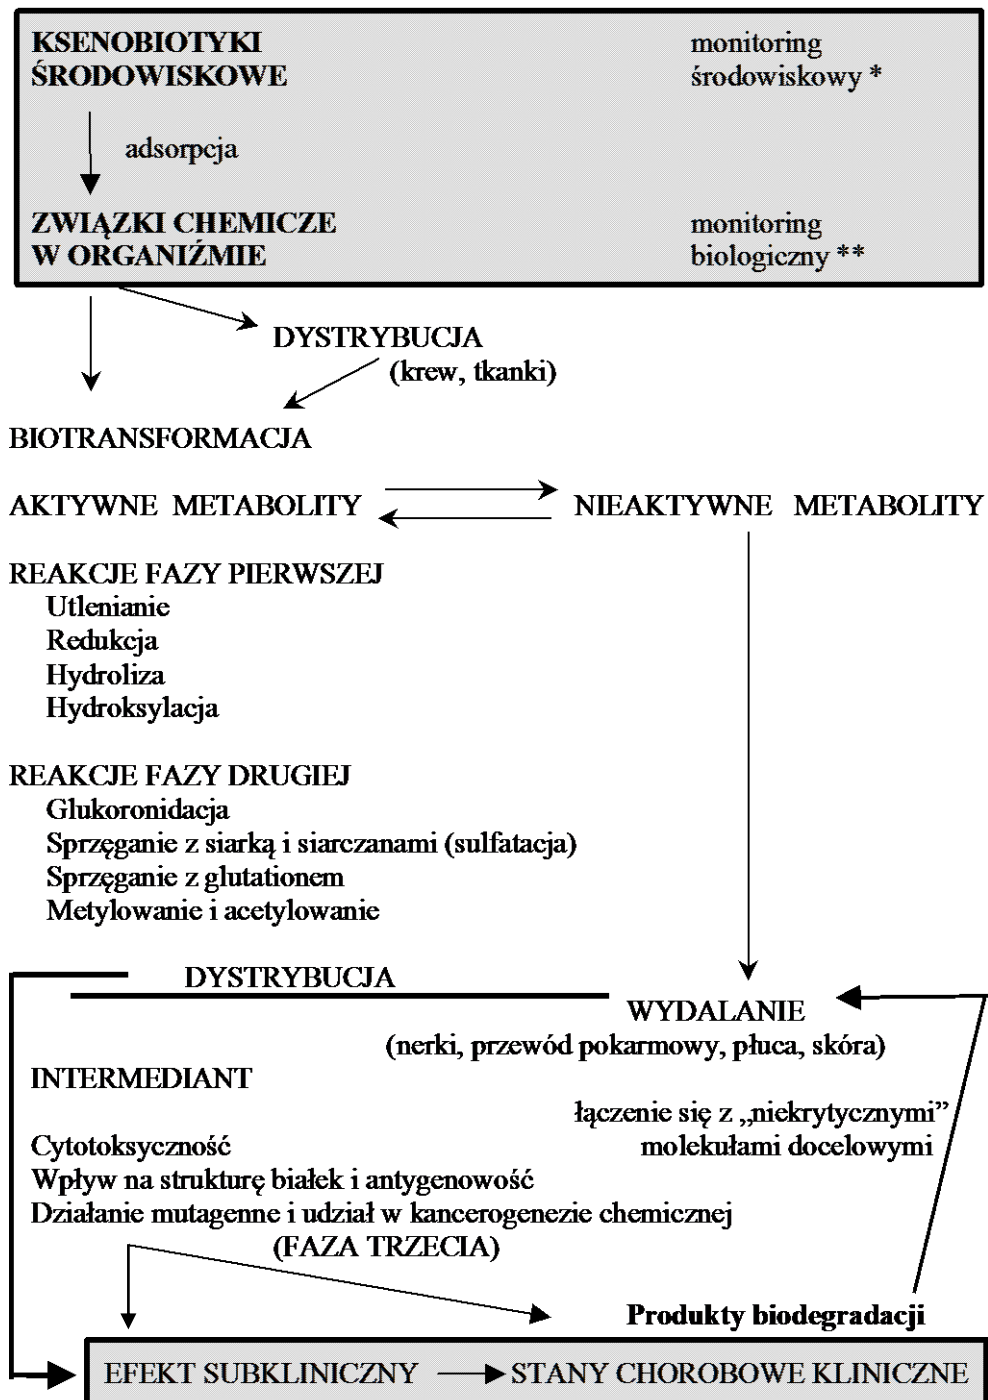 KSENOBIOTYKI
ŚRODOWISKOWE
monitoring
środowiskowy *
adsorpcja
ZWIĄZKI CHEMICZE
W ORGANIŹMIE
monitoring
biologiczny **
DYSTRYBUCJA
(krew, tkanki)
BIOTRANSFORMACJA
AKTYWNE METABOLITY
NIEAKTYWNE METABOLITY
REAKCJE FAZY PIERWSZEJ
Utlenianie
Redukcja
Hydroliza
Hydroksylacja
REAKCJE FAZY DRUGIEJ
Glukoronidacja
Sprzęganie z siarką i siarczanami (sulfatacja)
Sprzęganie z glutationem
Metylowanie i acetylowanie
DYSTRYBUCJA
WYDALANIE
(nerki, przewód pokarmowy, płuca, skóra)
INTERMEDIANT
łączenie się z „niekrytycznymi”
molekułami docelowymi
Cytotoksyczność
Wpływ na strukturę białek i antygenowość
Działanie mutagenne i udział w kancerogenezie chemicznej
(FAZA TRZECIA)
Produkty biodegradacji
EFEKT SUBKLINICZNY
STANY CHOROBOWE KLINICZNE